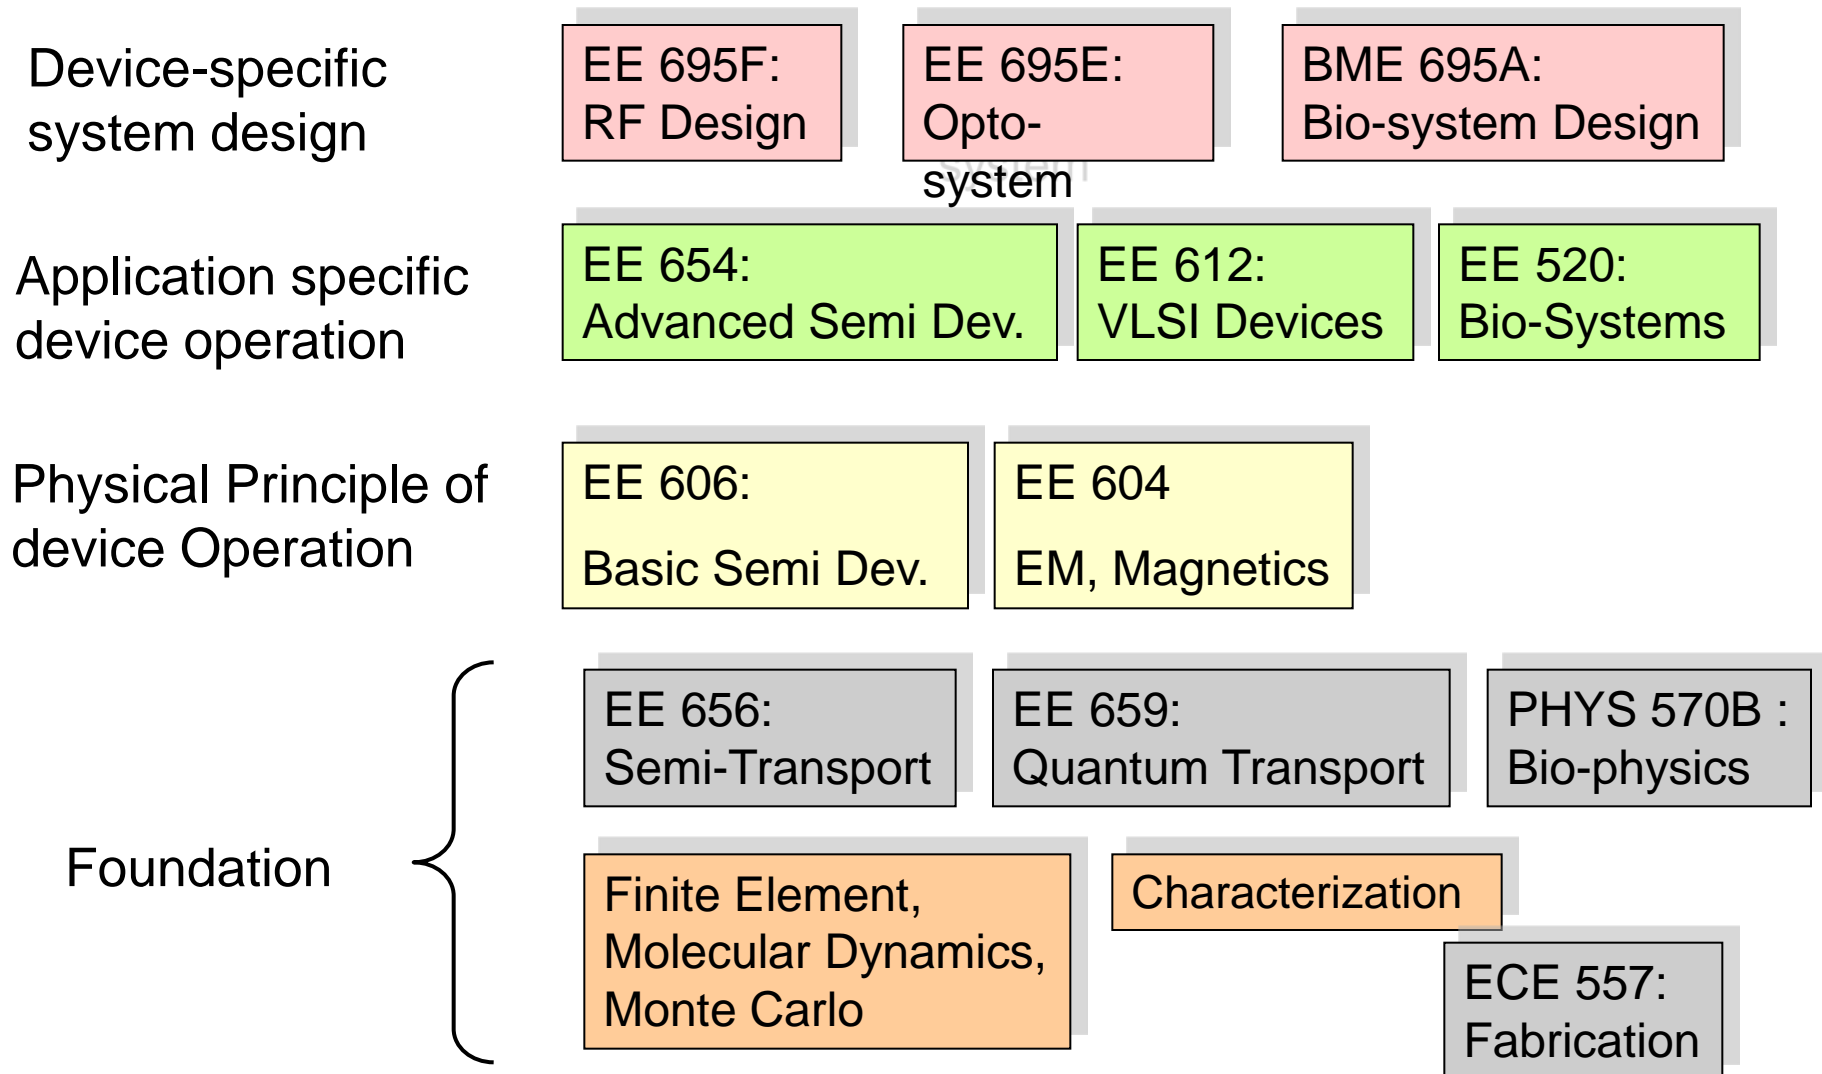 Device-specific
system design
EE 695F:
RF Design
EE 695E:
Opto-
system
BME 695A:
Bio-system Design
Application specific
device operation
EE 654:
Advanced Semi Dev.
EE 612:
VLSI Devices
EE 520:
Bio-Systems
Physical Principle of
device Operation
EE 606:
Basic Semi Dev.
EE 604
EM, Magnetics
Foundation
EE 656:
Semi-Transport
EE 659:
Quantum Transport
PHYS 570B :
Bio-physics
Finite Element,
Molecular Dynamics,
Monte Carlo
Characterization
ECE 557:
Fabrication